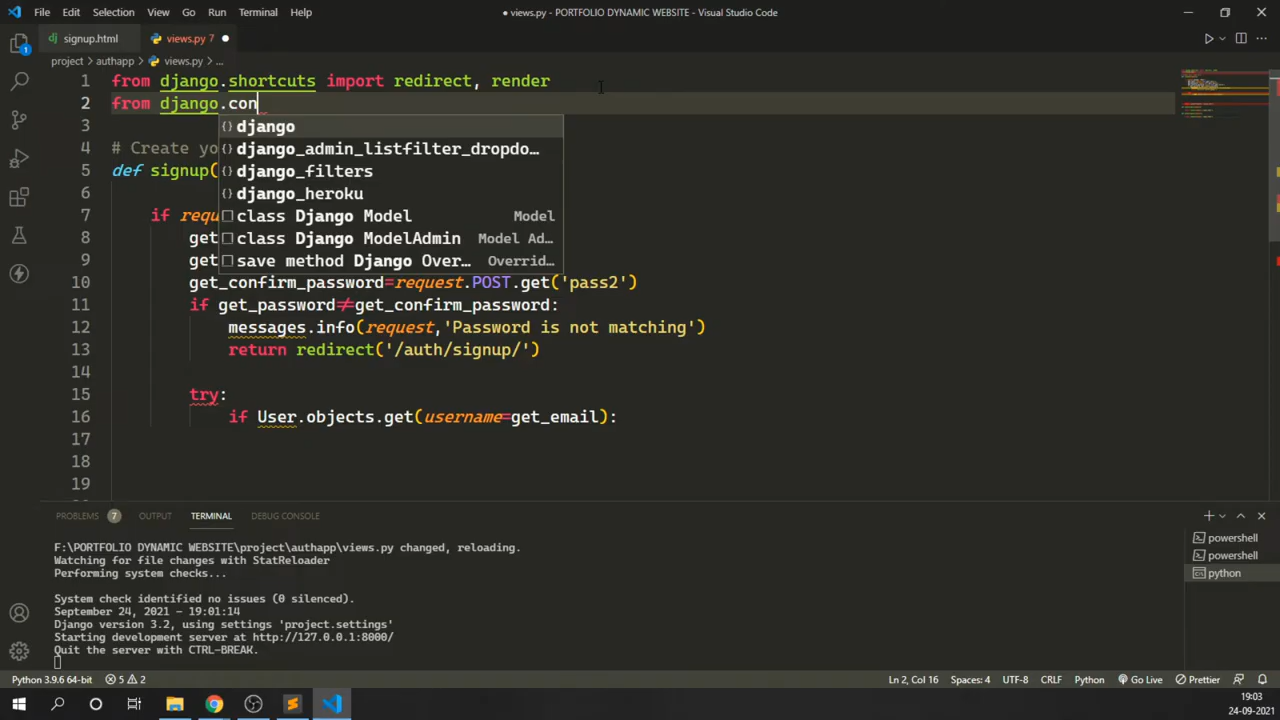 File Edit Selection View Go Run Terminal Help
● views.py - PORTFOLIO DYNAMIC WEBSITE - Visual Studio Code
dj signup.html
views.py 7 ●
project > authapp > views.py > ...
1 from django.shortcuts import redirect, render
2 from django.con
django
3
django_admin_listfilter_dropdo…
4 # Create yo
django_filters
5 def signup(
django_heroku
6
class Django Model Model
7 if requ
class Django ModelAdmin Model Ad…
8 get
save method Django Over… Overrid…
9 get
10 get_confirm_password=request.POST.get('pass2')
11 if get_password≠get_confirm_password:
12 messages.info(request,'Password is not matching')
13 return redirect('/auth/signup/')
14
15 try:
16 if User.objects.get(username=get_email):
17
18
19
PROBLEMS 7 OUTPUT TERMINAL DEBUG CONSOLE
F:\PORTFOLIO DYNAMIC WEBSITE\project\authapp\views.py changed, reloading.
Watching for file changes with StatReloader
Performing system checks...
System check identified no issues (0 silenced).
September 24, 2021 - 19:01:14
Django version 3.2, using settings 'project.settings'
Starting development server at http://127.0.0.1:8000/
Quit the server with CTRL-BREAK.
powershell
powershell
python
1
Python 3.9.6 64-bit 5 2 Ln 2, Col 16 Spaces: 4 UTF-8 CRLF Python Go Live Prettier
19:03
24-09-2021